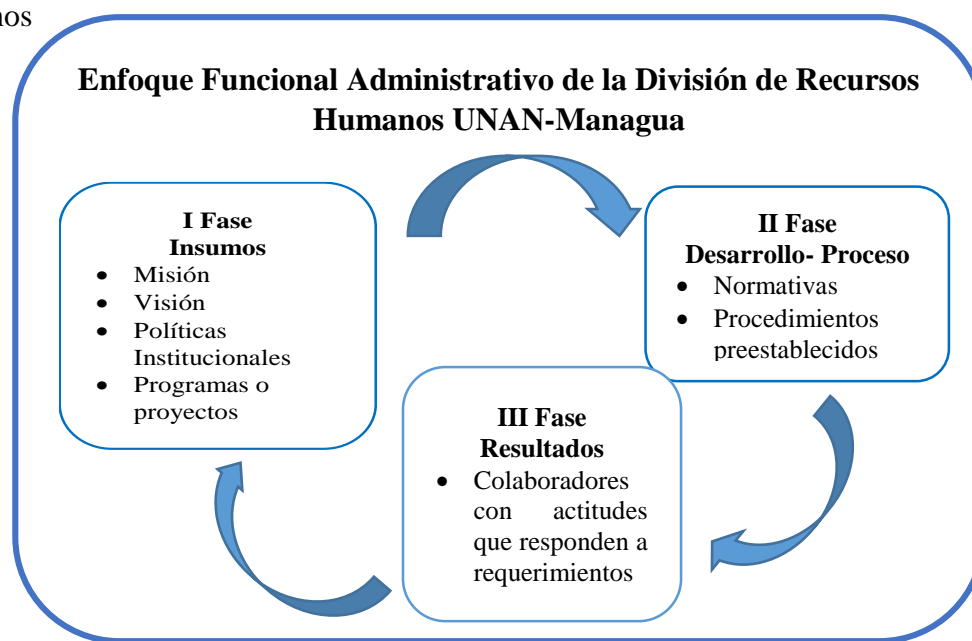 Enfoque Funcional Administrativo de la División de Recursos
Humanos UNAN-Managua
I Fase
Insumos
• Misión
• Visión
• Políticas
Institucionales
• Programas o
proyectos
II Fase
Desarrollo- Proceso
• Normativas
• Procedimientos
preestablecidos
III Fase
Resultados
• Colaboradores
con actitudes
que responden a
requerimientos